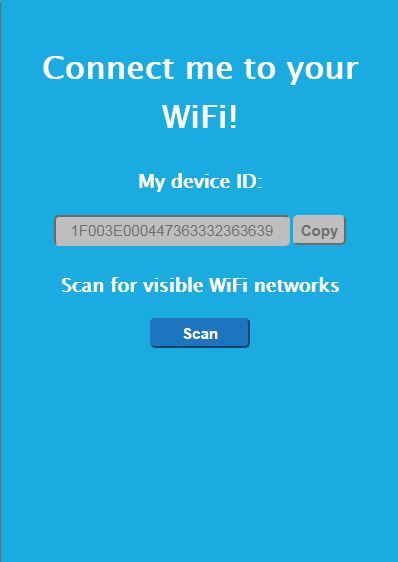 Connect me to your
WiFi!
My device ID:
1F003E000447363332363639
Copy
Scan for visible WiFi networks
Scan